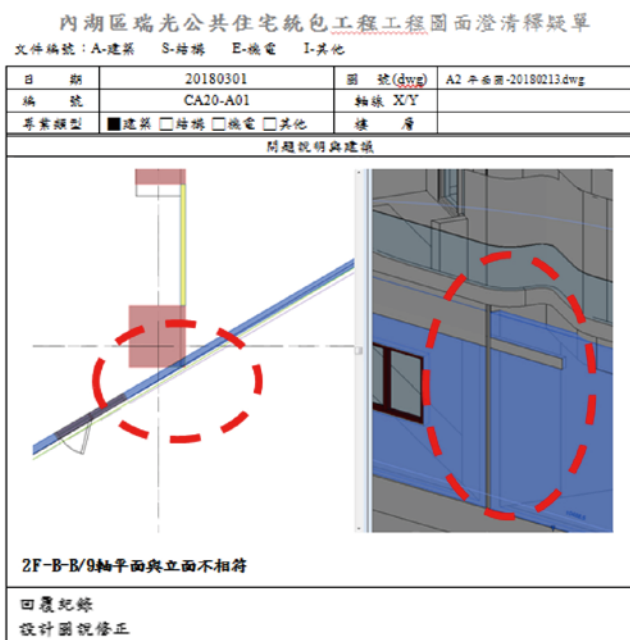 內湖區瑞光公共住宅統包工程工程圖面澄清釋疑單
文件編號：A-建築 S-結構 E-機電 I-其他
日 期 20180301 圖 號(dwg) A2 平面圖-20180213.dwg
編 號 CA20-A01 軸線 X/Y
專業類型 ■建築 □結構 □機電 □其他 樓 層
問題說明與建議
2F-B-B/9軸平面與立面不相符
回覆紀錄
設計圖說修正